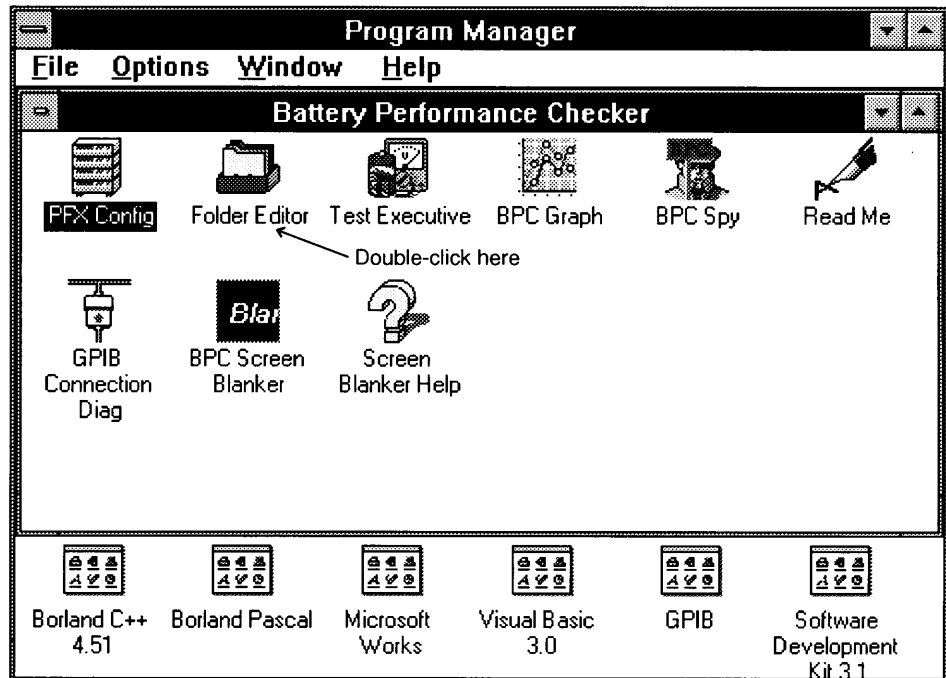 Program Manager
File Options Window Help
Battery Performance Checker
PFX Config Folder Editor Test Executive BPC Graph BPC Spy Read Me
Double-click here
GPIB Connection Diag
BPC Screen Blanker
Screen Blanker Help
Blan
Borland C++ 4.51
Borland Pascal
Microsoft Works
Visual Basic 3.0
GPIB
Software Development Kit 3.1